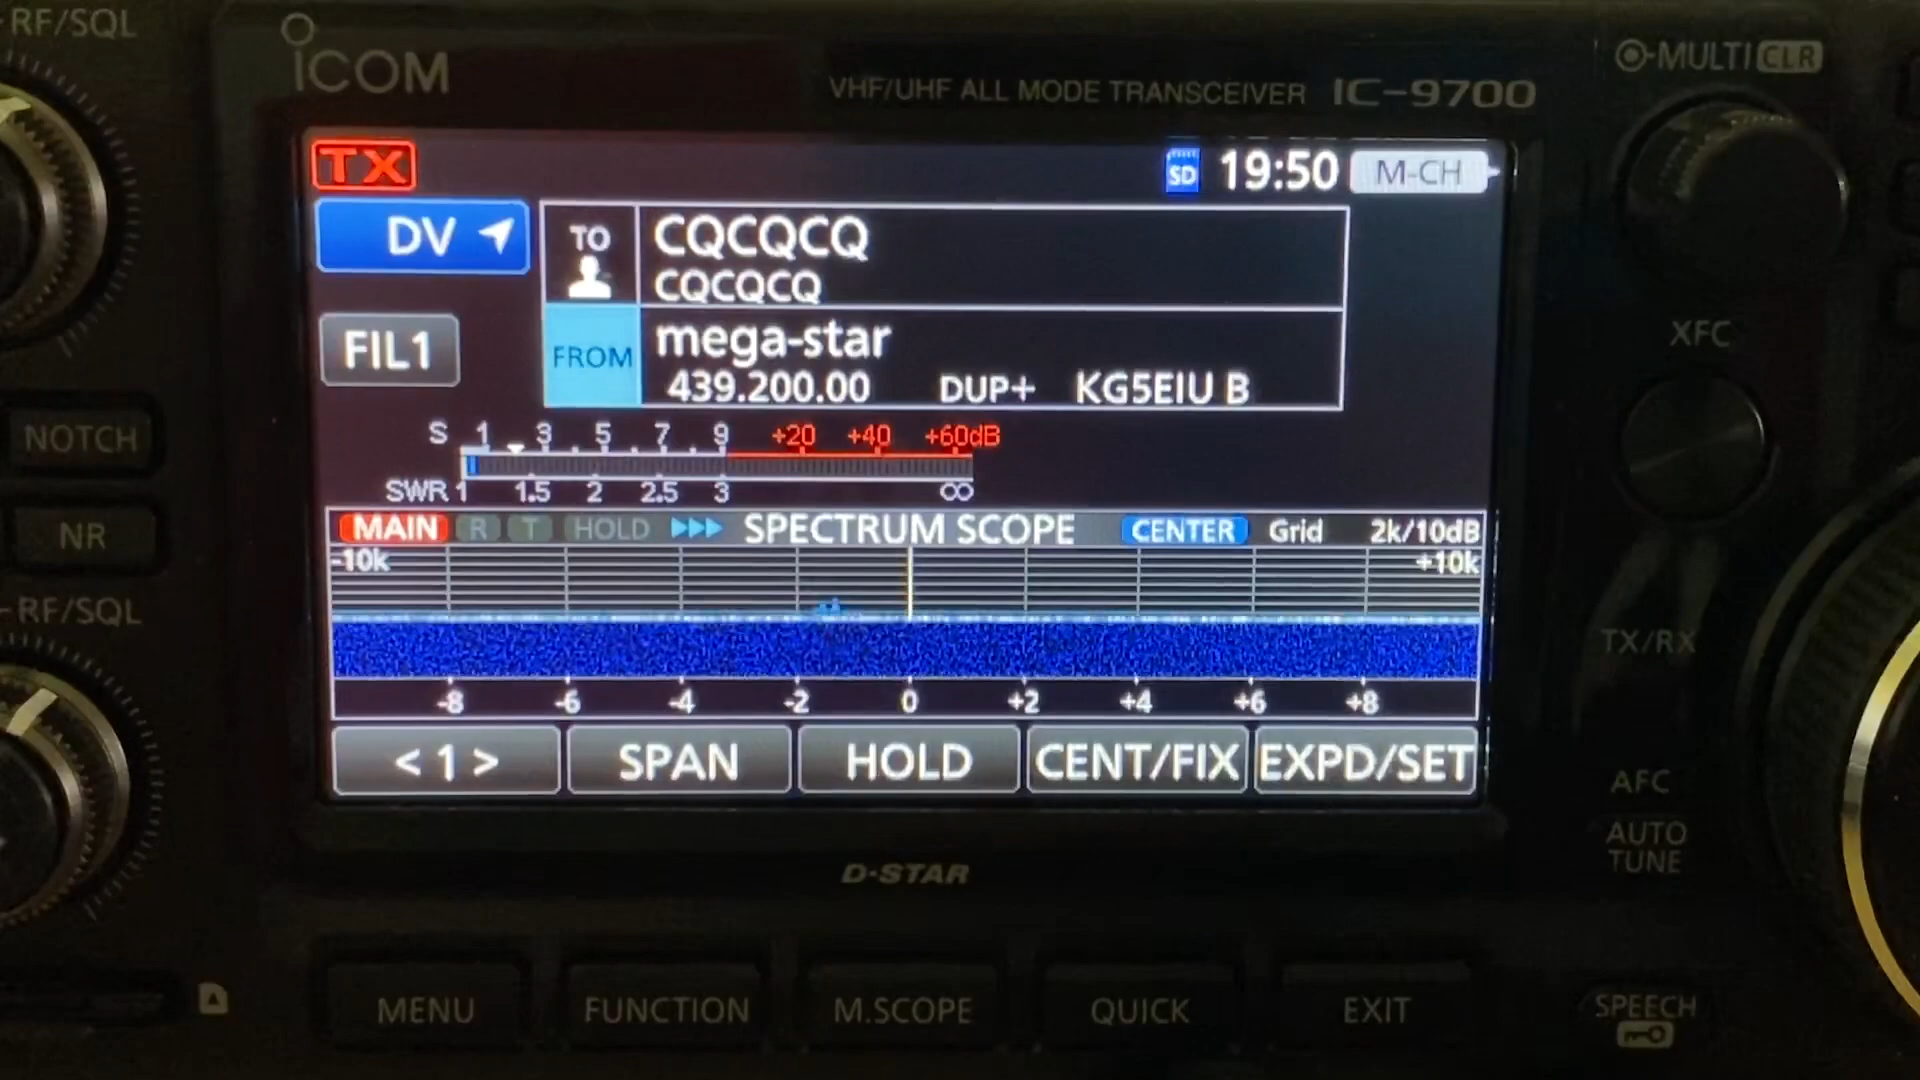 RF/SQL
ICOM
VHF/UHF ALL MODE TRANSCEIVER IC-9700
MULTI CLR
TX
SD 19:50 M-CH
DV
TO
CQCQCQ
CQCQCQ
FIL1
FROM
mega-star
439.200.00 DUP+ KG5EIU B
XFC
NOTCH
S 1 3 5 7 9 +20 +40 +60dB
SWR 1 1.5 2 2.5 3 ∞
NR
MAIN R T HOLD SPECTRUM SCOPE CENTER Grid 2k/10dB
-10k +10k
RF/SQL
TX/RX
-8 -6 -4 -2 0 +2 +4 +6 +8
< 1 > SPAN HOLD CENT/FIX EXPD/SET
AFC
AUTO
TUNE
D-STAR
MENU FUNCTION M.SCOPE QUICK EXIT
SPEECH